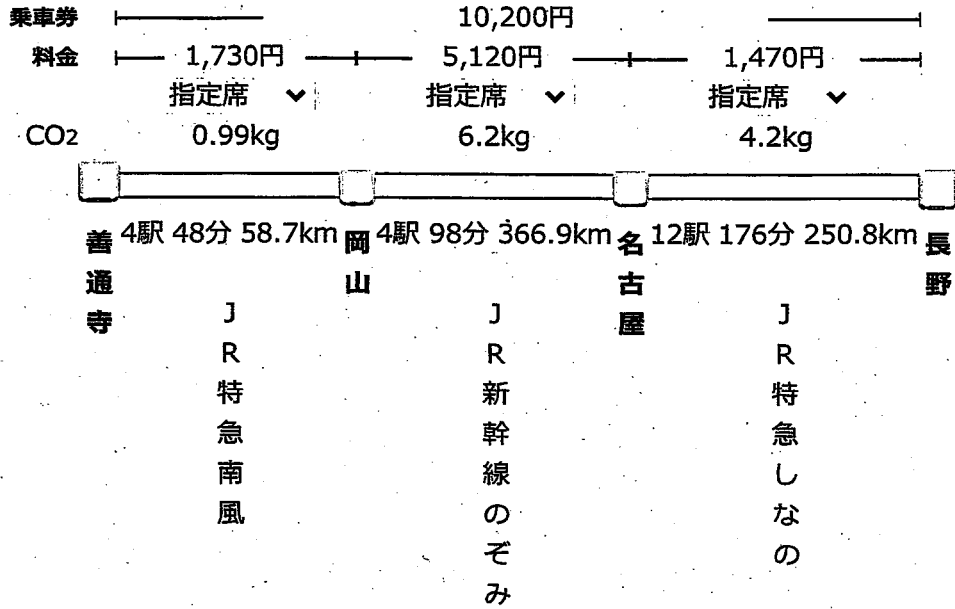 乗車券 10,200円
料金 1,730円 5,120円 1,470円
指定席 指定席 指定席
CO2 0.99kg 6.2kg 4.2kg
4駅 48分 58.7km 4駅 98分 366.9km 12駅 176分 250.8km
善通寺
岡山
名古屋
長野
JR特急南風
JR新幹線のぞみ
JR特急しなの